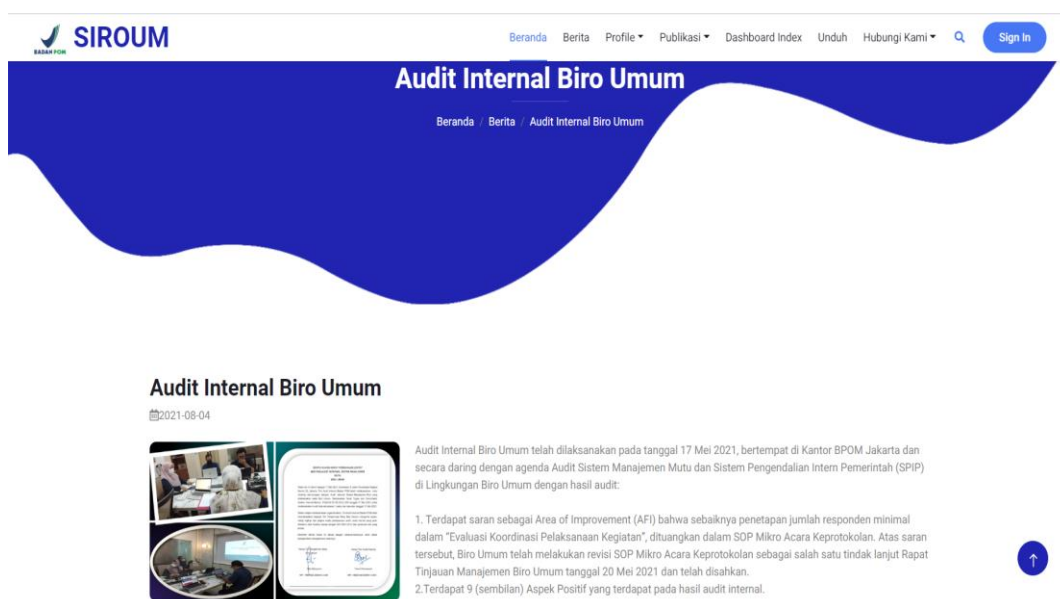 BADAN POM
SIROUM
Beranda Berita Profile Publikasi Dashboard Index Unduh Hubungi Kami Sign In
Audit Internal Biro Umum
Beranda / Berita / Audit Internal Biro Umum
Audit Internal Biro Umum
2021-08-04
Audit Internal Biro Umum telah dilaksanakan pada tanggal 17 Mei 2021, bertempat di Kantor BPOM Jakarta dan
secara daring dengan agenda Audit Sistem Manajemen Mutu dan Sistem Pengendalian Intern Pemerintah (SPIP)
di Lingkungan Biro Umum dengan hasil audit:
1. Terdapat saran sebagai Area of Improvement (AFI) bahwa sebaiknya penetapan jumlah responden minimal
dalam "Evaluasi Koordinasi Pelaksanaan Kegiatan", dituangkan dalam SOP Mikro Acara Keprotokolan. Atas saran
tersebut, Biro Umum telah melakukan revisi SOP Mikro Acara Keprotokolan sebagai salah satu tindak lanjut Rapat
Tinjauan Manajemen Biro Umum tanggal 20 Mei 2021 dan telah disahkan.
2.Terdapat 9 (sembilan) Aspek Positif yang terdapat pada hasil audit internal.